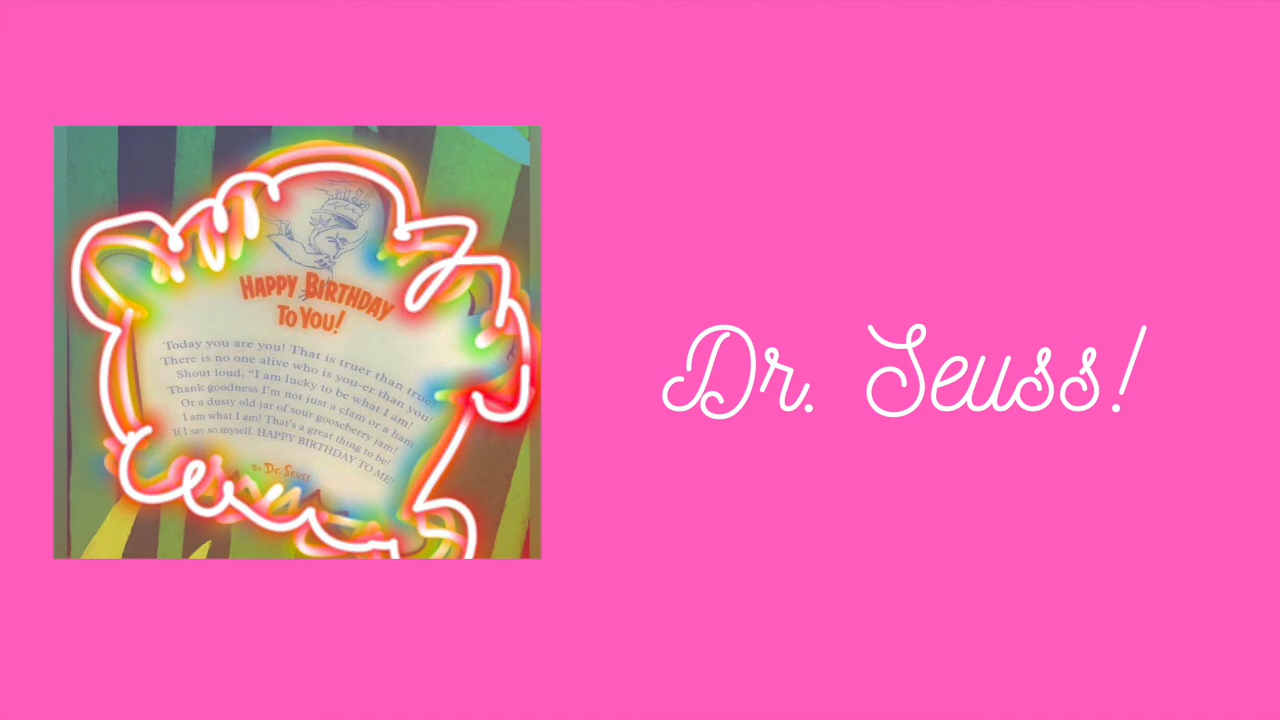 HAPPY BIRTHDAY
TO YOU!
Today you are you! That is truer than true!
There is no one alive who is you-er than you!
Shout loud, "I am lucky to be what I am!
Thank goodness I'm not just a clam or a ham
Or a dusty old jar of sour gooseberry jam!
I am what I am! That's a great thing to be!
If I say so myself, HAPPY BIRTHDAY TO ME!
BY Dr. Seuss
Dr. Seuss!